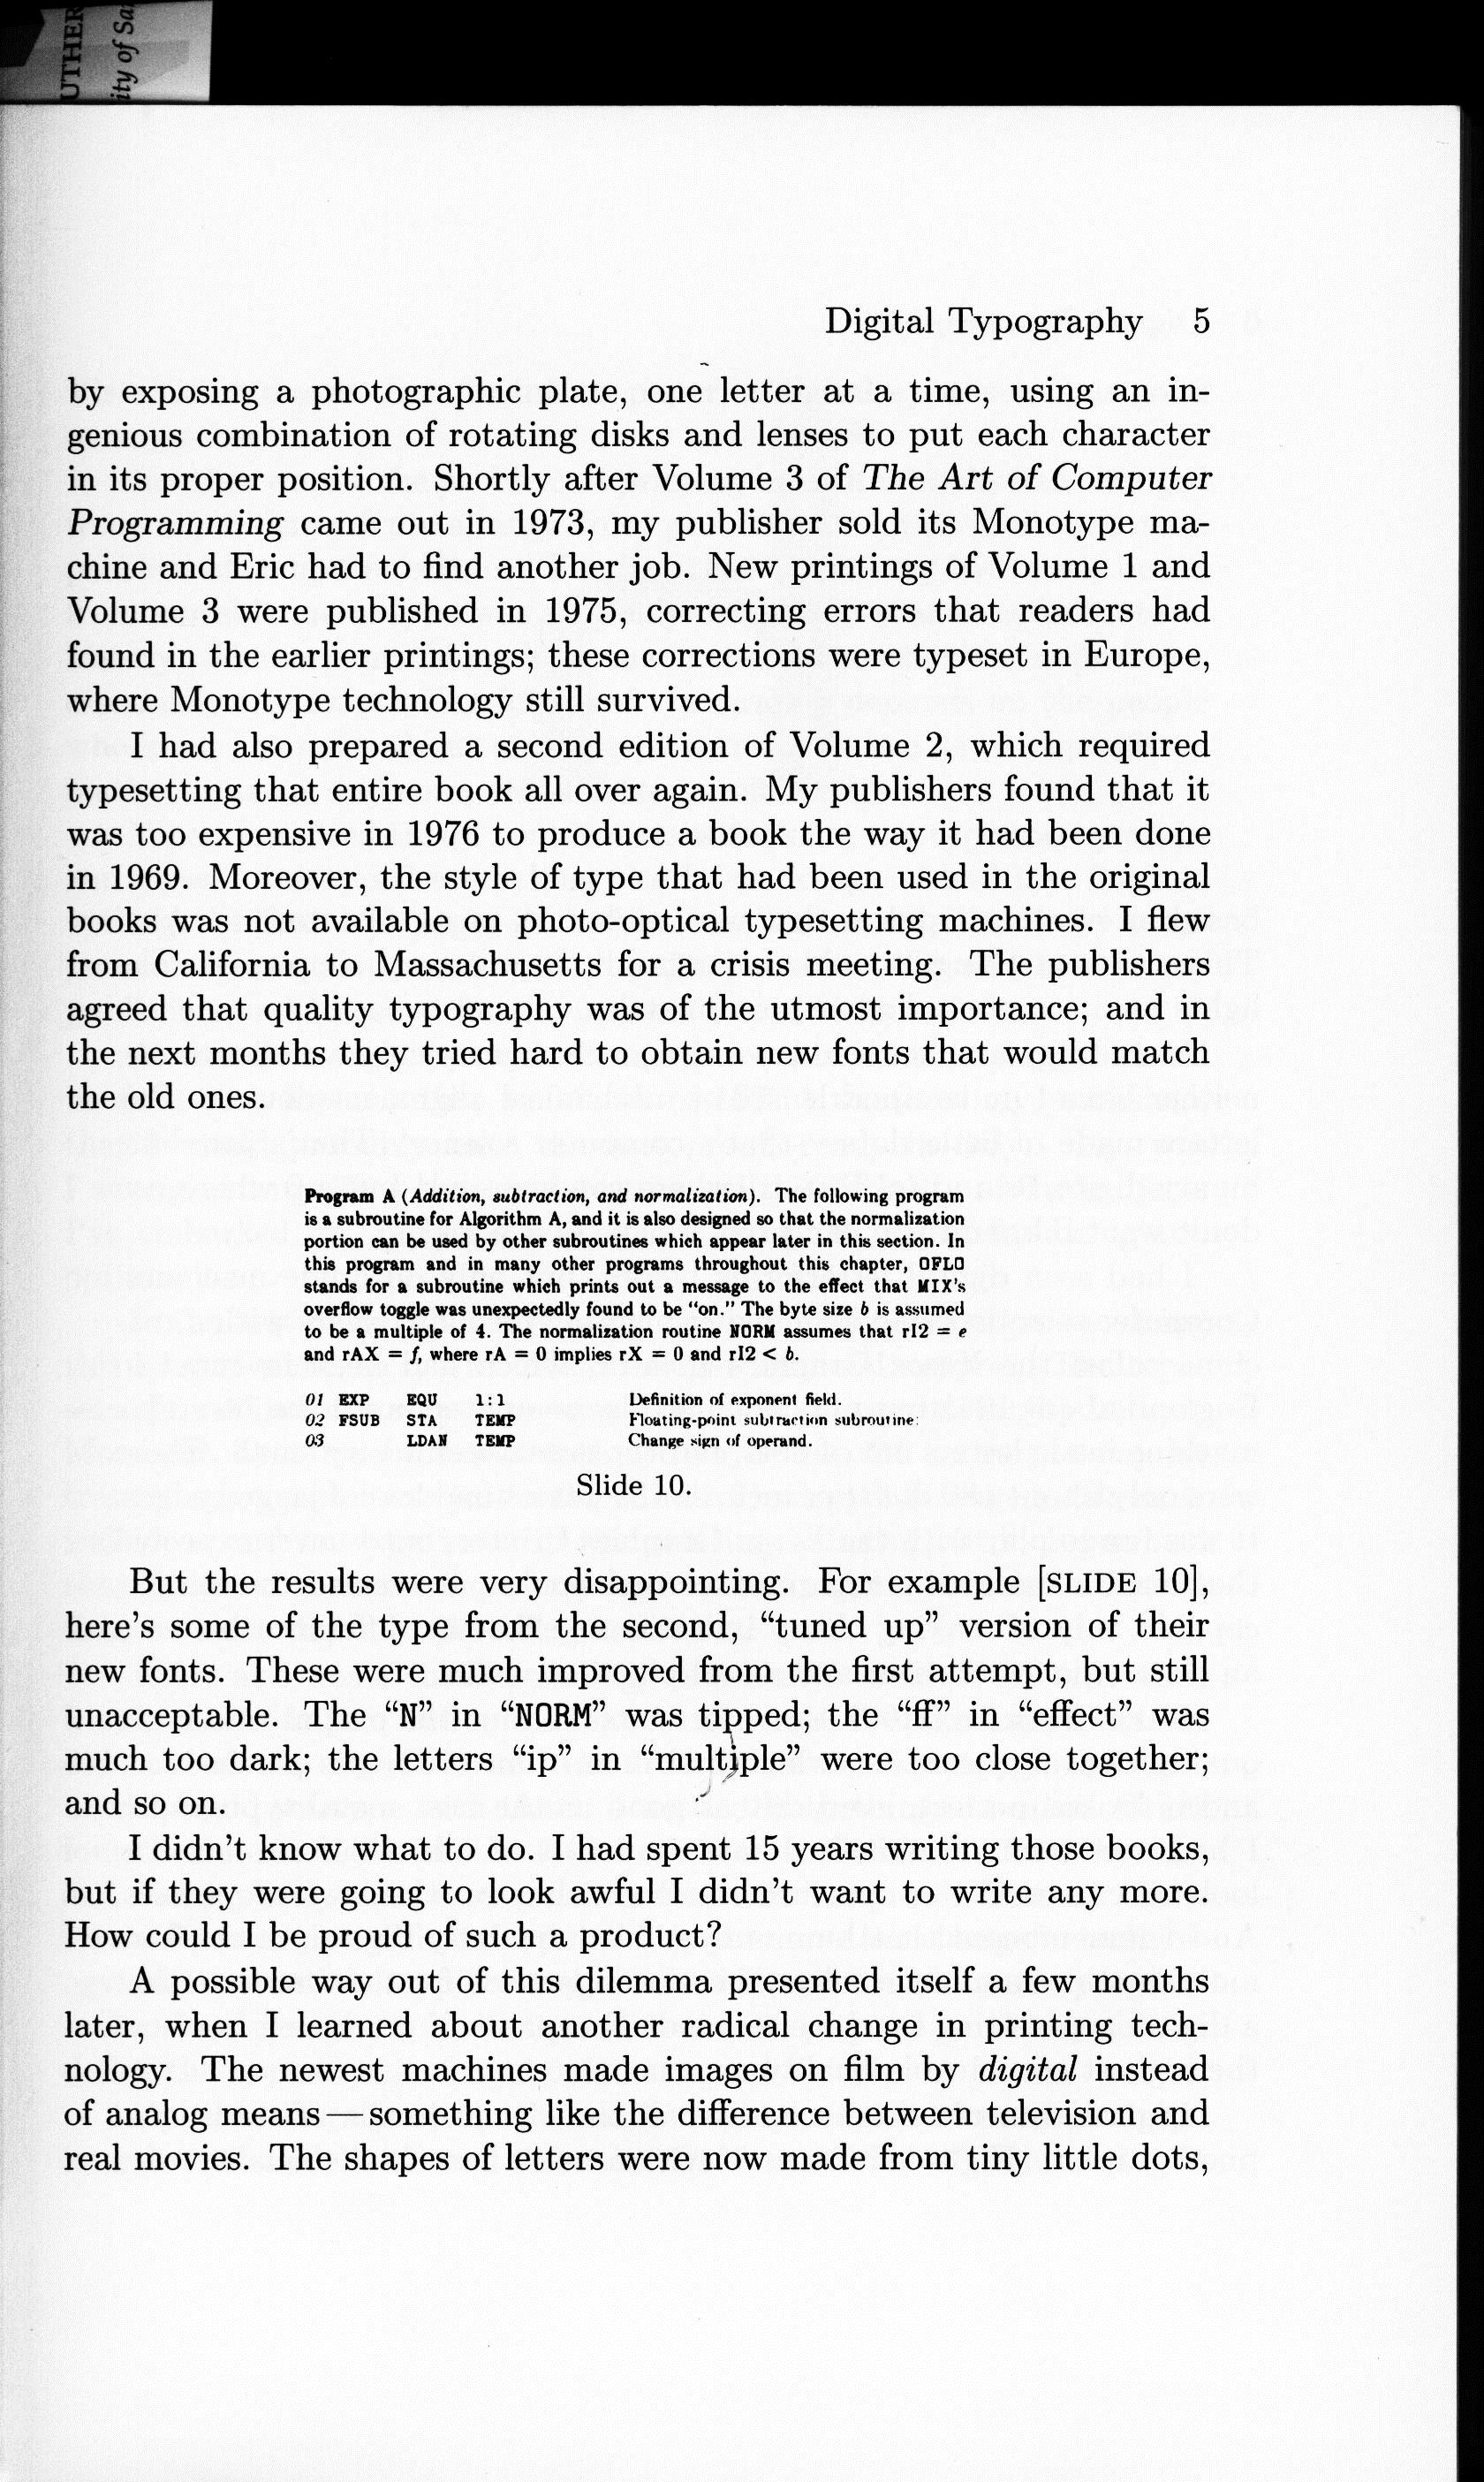 UTHER
ity of Sa
Digital Typography 5
by exposing a photographic plate, one letter at a time, using an in-
genious combination of rotating disks and lenses to put each character
in its proper position. Shortly after Volume 3 of The Art of Computer
Programming came out in 1973, my publisher sold its Monotype ma-
chine and Eric had to find another job. New printings of Volume 1 and
Volume 3 were published in 1975, correcting errors that readers had
found in the earlier printings; these corrections were typeset in Europe,
where Monotype technology still survived.
I had also prepared a second edition of Volume 2, which required
typesetting that entire book all over again. My publishers found that it
was too expensive in 1976 to produce a book the way it had been done
in 1969. Moreover, the style of type that had been used in the original
books was not available on photo-optical typesetting machines. I flew
from California to Massachusetts for a crisis meeting. The publishers
agreed that quality typography was of the utmost importance; and in
the next months they tried hard to obtain new fonts that would match
the old ones.
Program A (Addition, subtraction, and normalization). The following program
is a subroutine for Algorithm A, and it is also designed so that the normalization
portion can be used by other subroutines which appear later in this section. In
this program and in many other programs throughout this chapter, OFLO
stands for a subroutine which prints out a message to the effect that MIX's
overflow toggle was unexpectedly found to be "on." The byte size b is assumed
to be a multiple of 4. The normalization routine NORM assumes that rI2 = e
and rAX = f, where rA = 0 implies rX = 0 and rI2 < b.
01 EXP EQU 1:1 Definition of exponent field.
02 FSUB STA TEMP Floating-point subtraction subroutine:
03 LDAN TEMP Change sign of operand.
Slide 10.
But the results were very disappointing. For example [SLIDE 10],
here's some of the type from the second, "tuned up" version of their
new fonts. These were much improved from the first attempt, but still
unacceptable. The "N" in "NORM" was tipped; the "ff" in "effect" was
much too dark; the letters "ip" in "multiple" were too close together;
and so on.
I didn't know what to do. I had spent 15 years writing those books,
but if they were going to look awful I didn't want to write any more.
How could I be proud of such a product?
A possible way out of this dilemma presented itself a few months
later, when I learned about another radical change in printing tech-
nology. The newest machines made images on film by digital instead
of analog means — something like the difference between television and
real movies. The shapes of letters were now made from tiny little dots,